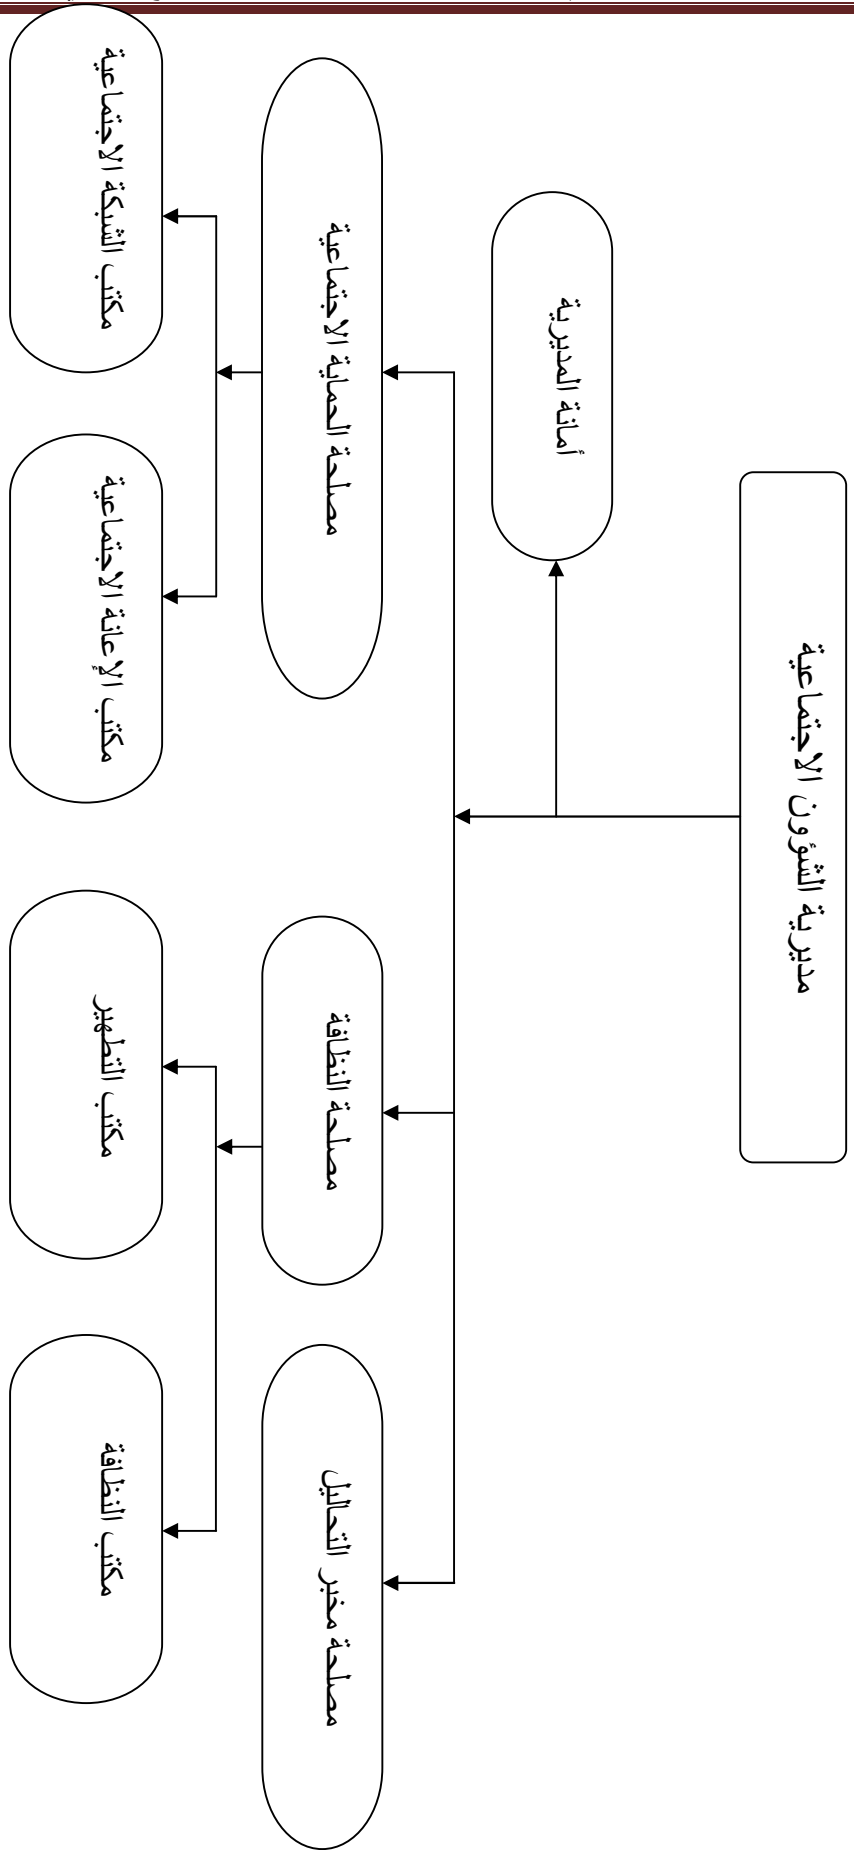 مديرية الشؤون الاجتماعية
أمانة المديرية
مصلحة الحماية الاجتماعية
مصلحة النظافة
مصلحة مخبر التحاليل
مكتب الشبكة الاجتماعية
مكتب الإعانة الاجتماعية
مكتب التطهير
مكتب النظافة